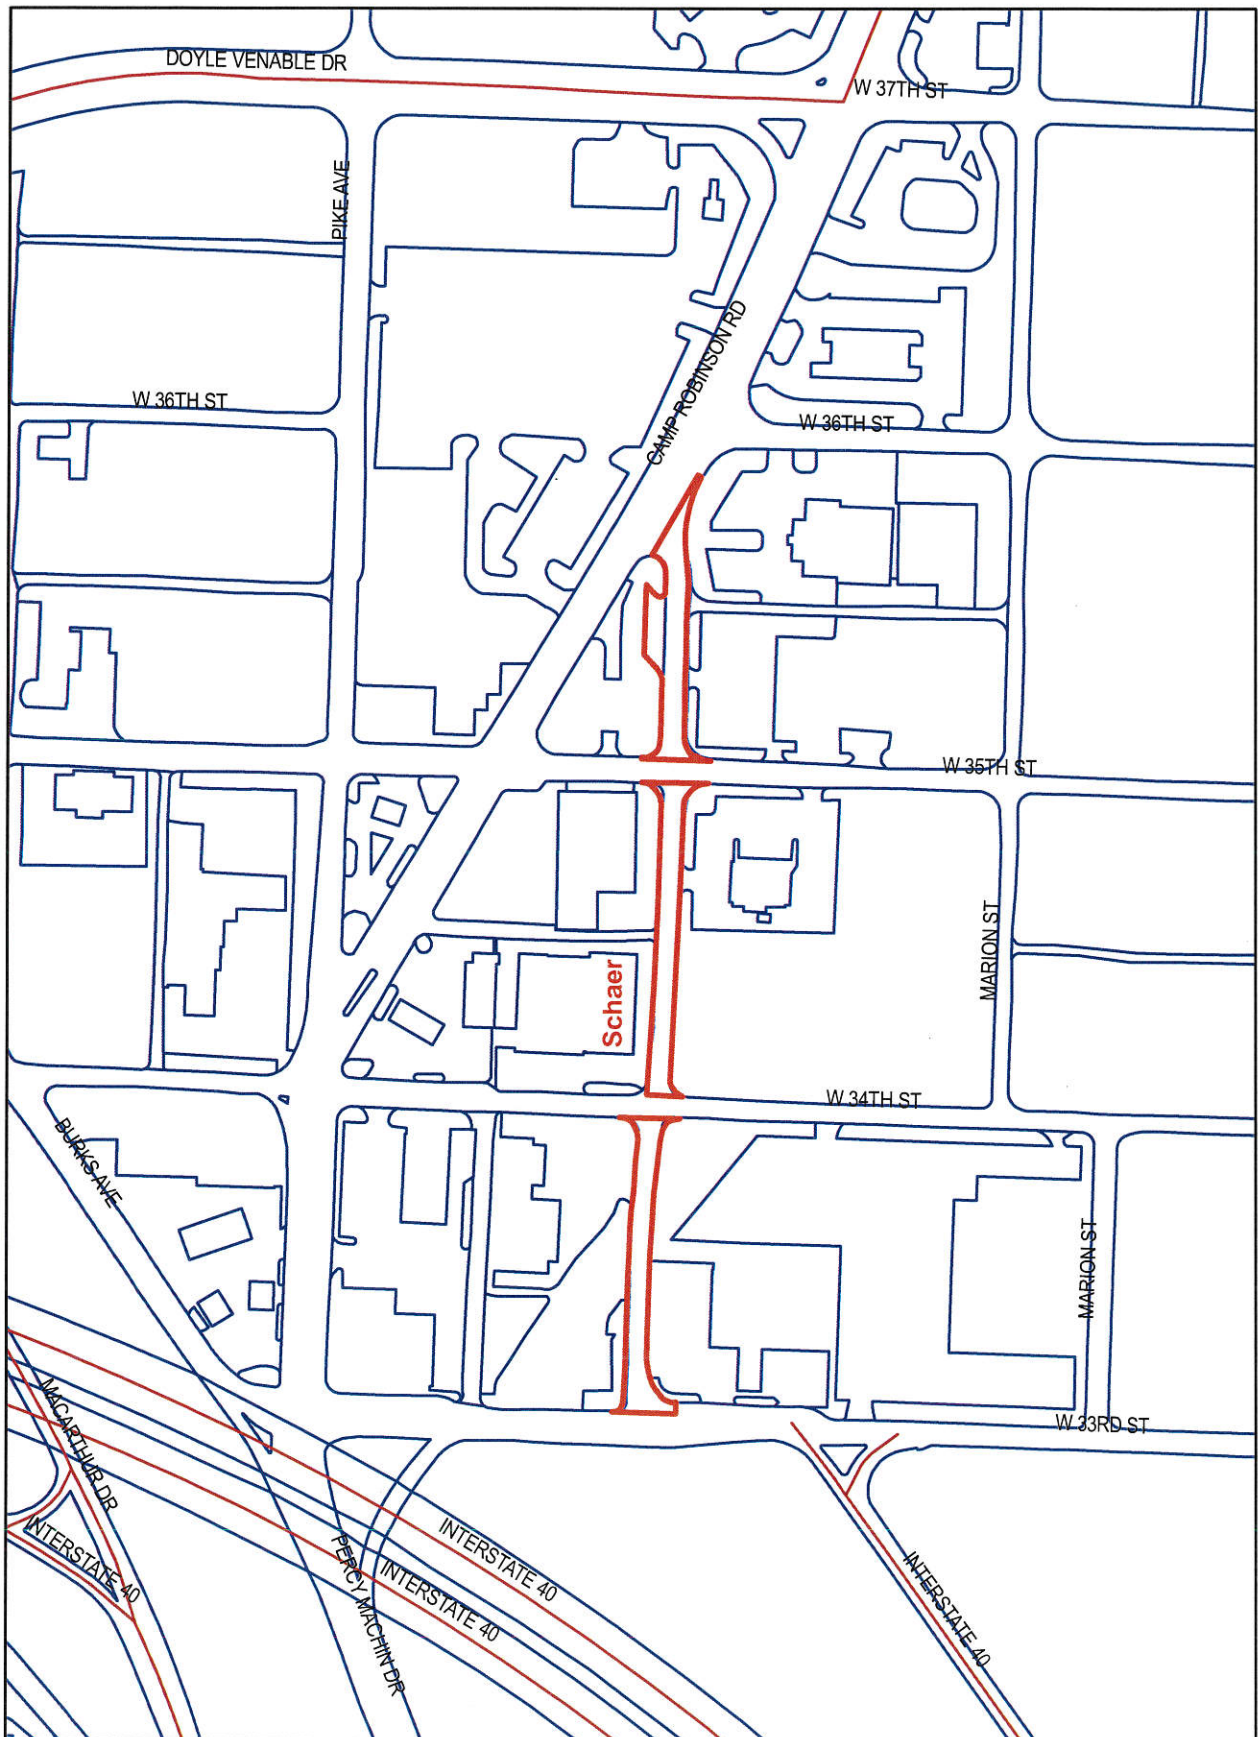 DOYLE VENABLE DR
W 37TH ST
PIKE AVE
CAMP ROBINSON RD
W 36TH ST
W 36TH ST
W 35TH ST
MARION ST
Schaer
W 34TH ST
BURKS AVE
MARION ST
MACARTHUR DR
W 33RD ST
INTERSTATE 40
INTERSTATE 40
INTERSTATE 40
PERCY MACHIN DR
INTERSTATE 40